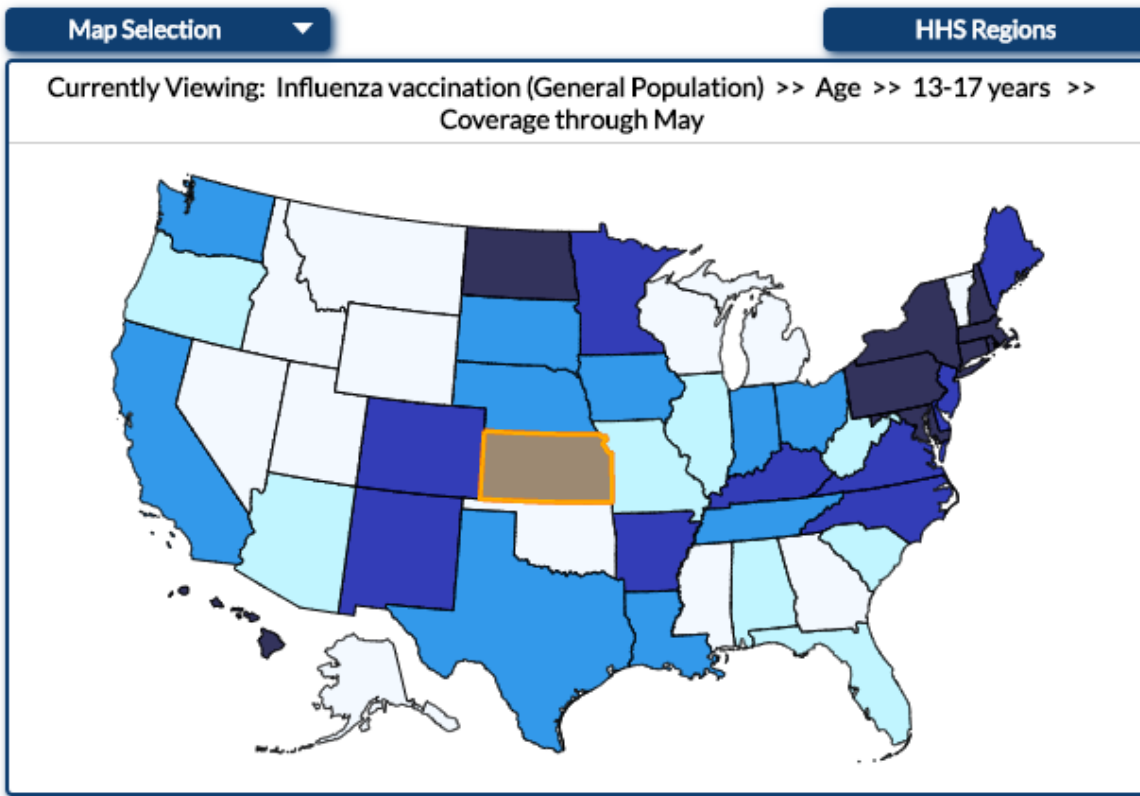 Map Selection
HHS Regions
Currently Viewing: Influenza vaccination (General Population) >> Age >> 13-17 years >>
Coverage through May